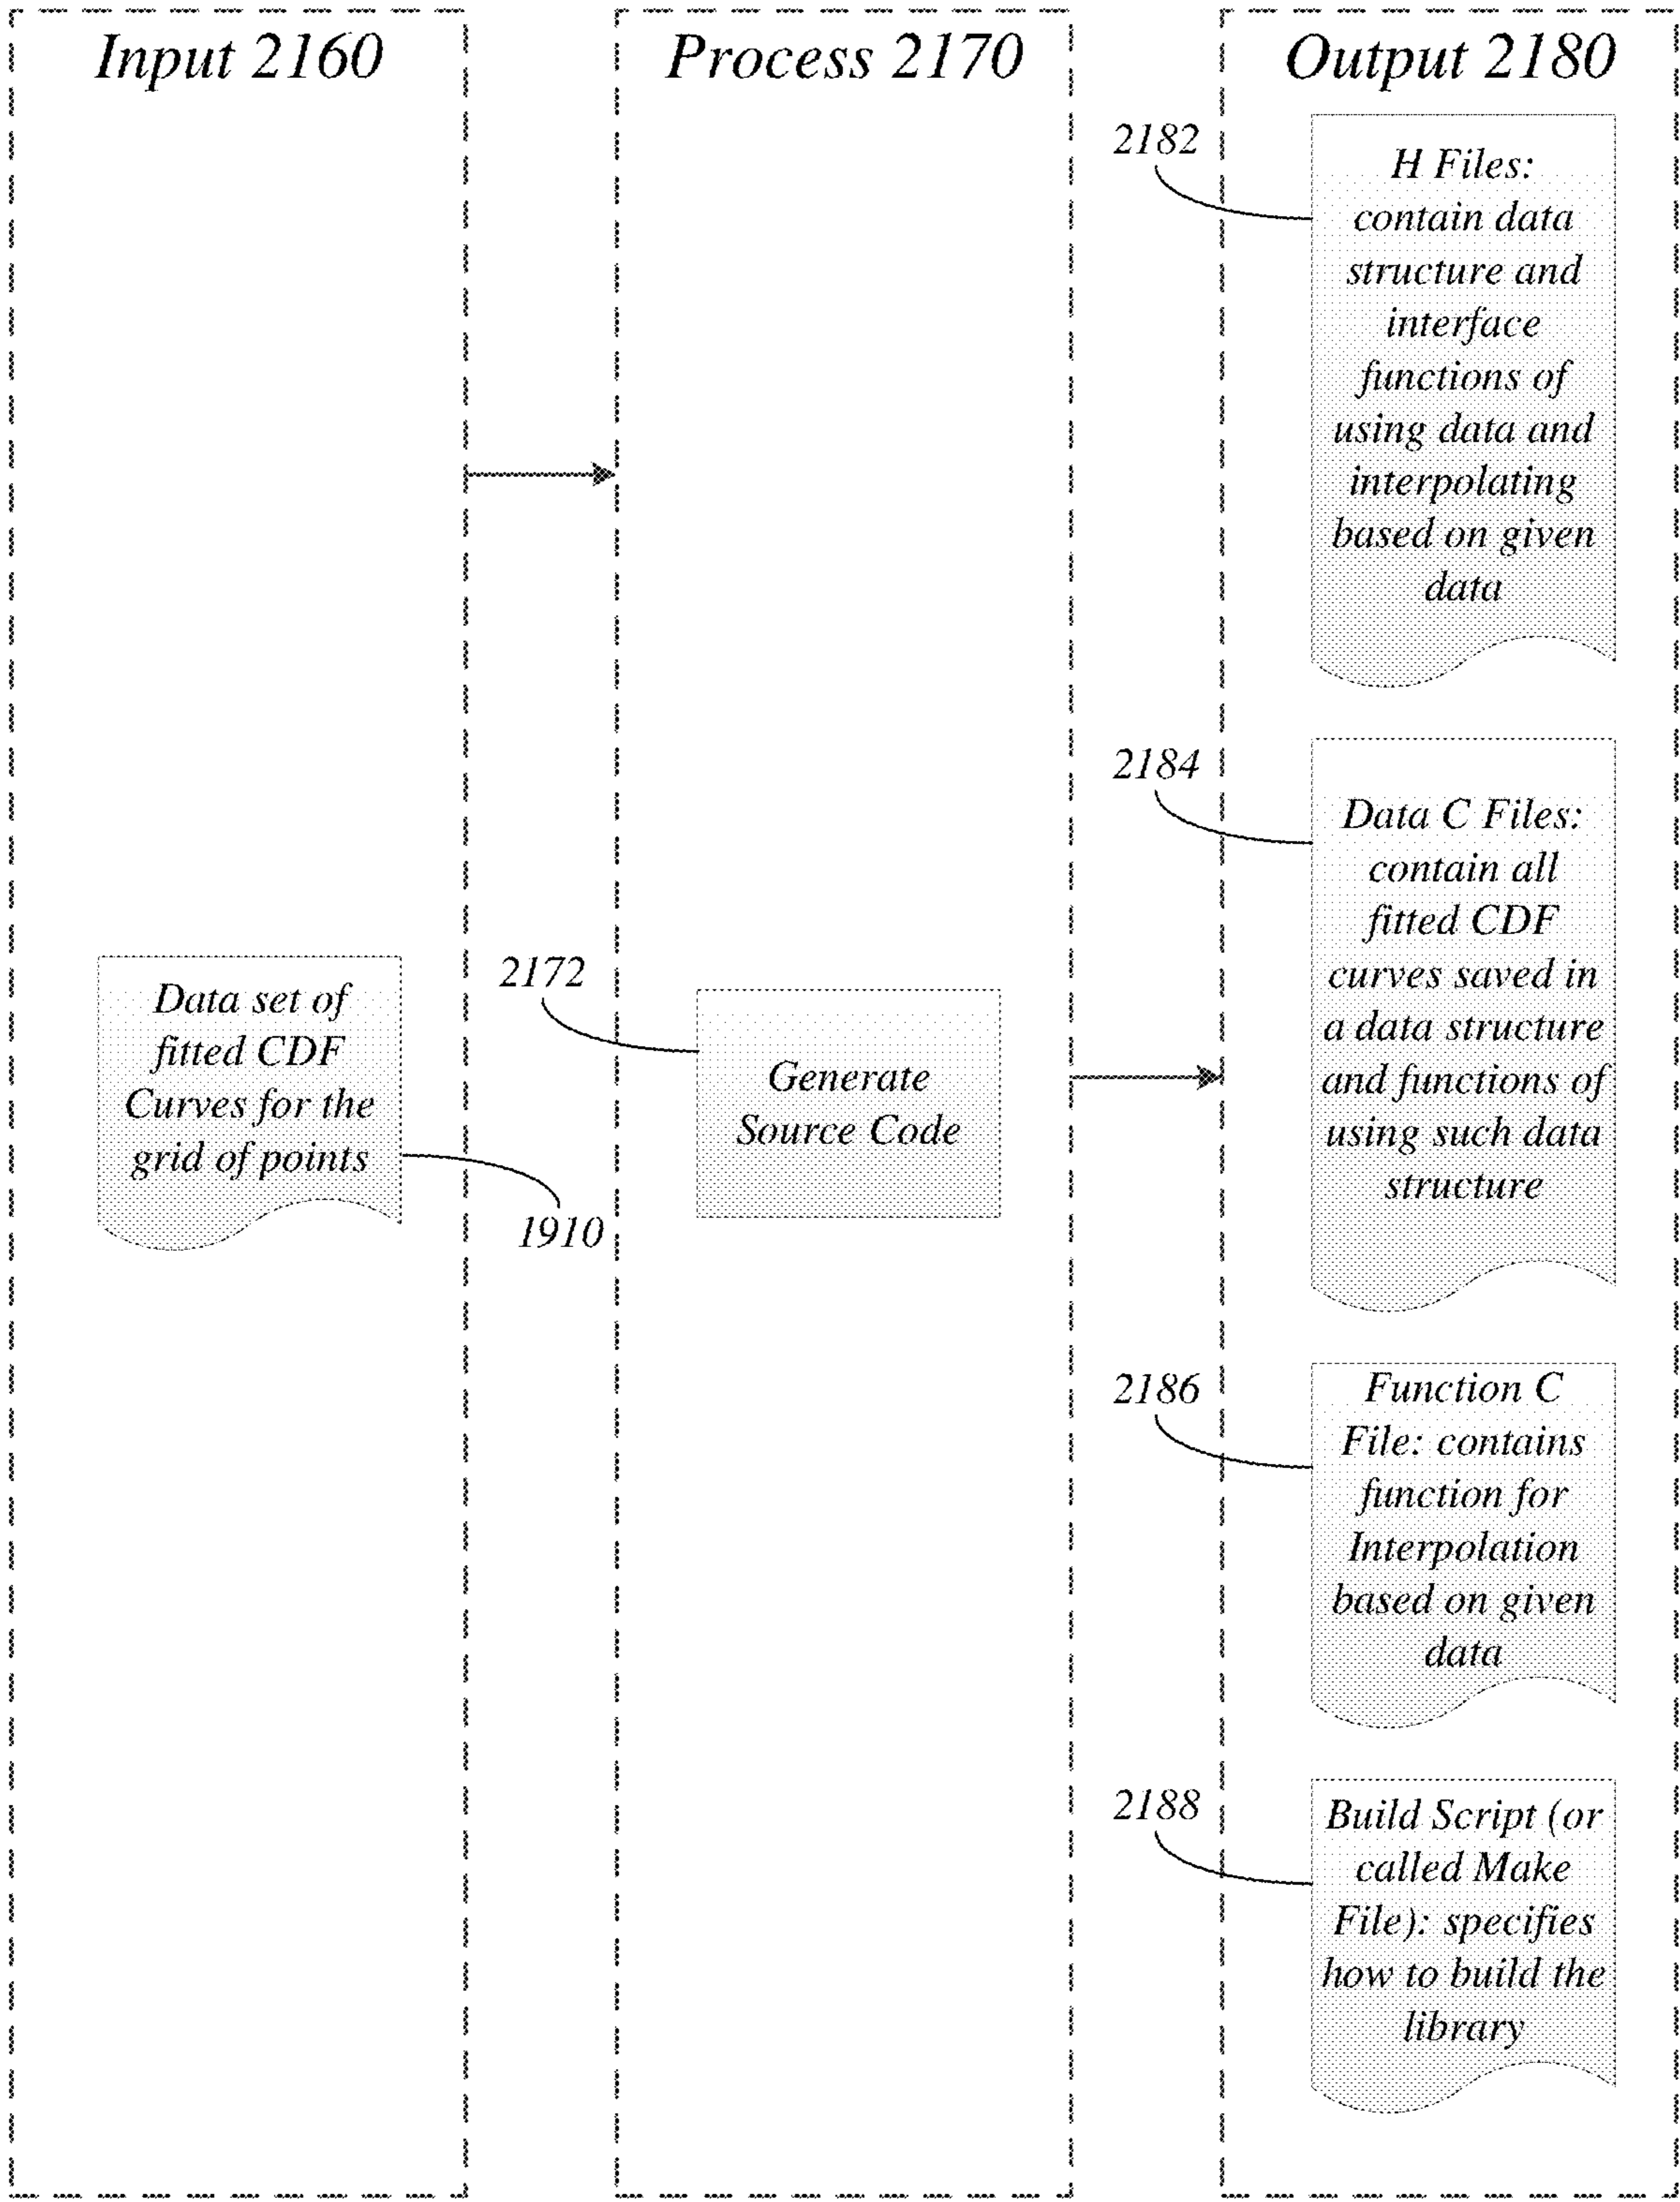 Input 2160
Data set of
fitted CDF
Curves for the
grid of points
1910
Process 2170
2172
Generate
Source Code
Output 2180
2182
H Files:
contain data
structure and
interface
functions of
using data and
interpolating
based on given
data
2184
Data C Files:
contain all
fitted CDF
curves saved in
a data structure
and functions of
using such data
structure
2186
Function C
File: contains
function for
Interpolation
based on given
data
2188
Build Script (or
called Make
File): specifies
how to build the
library